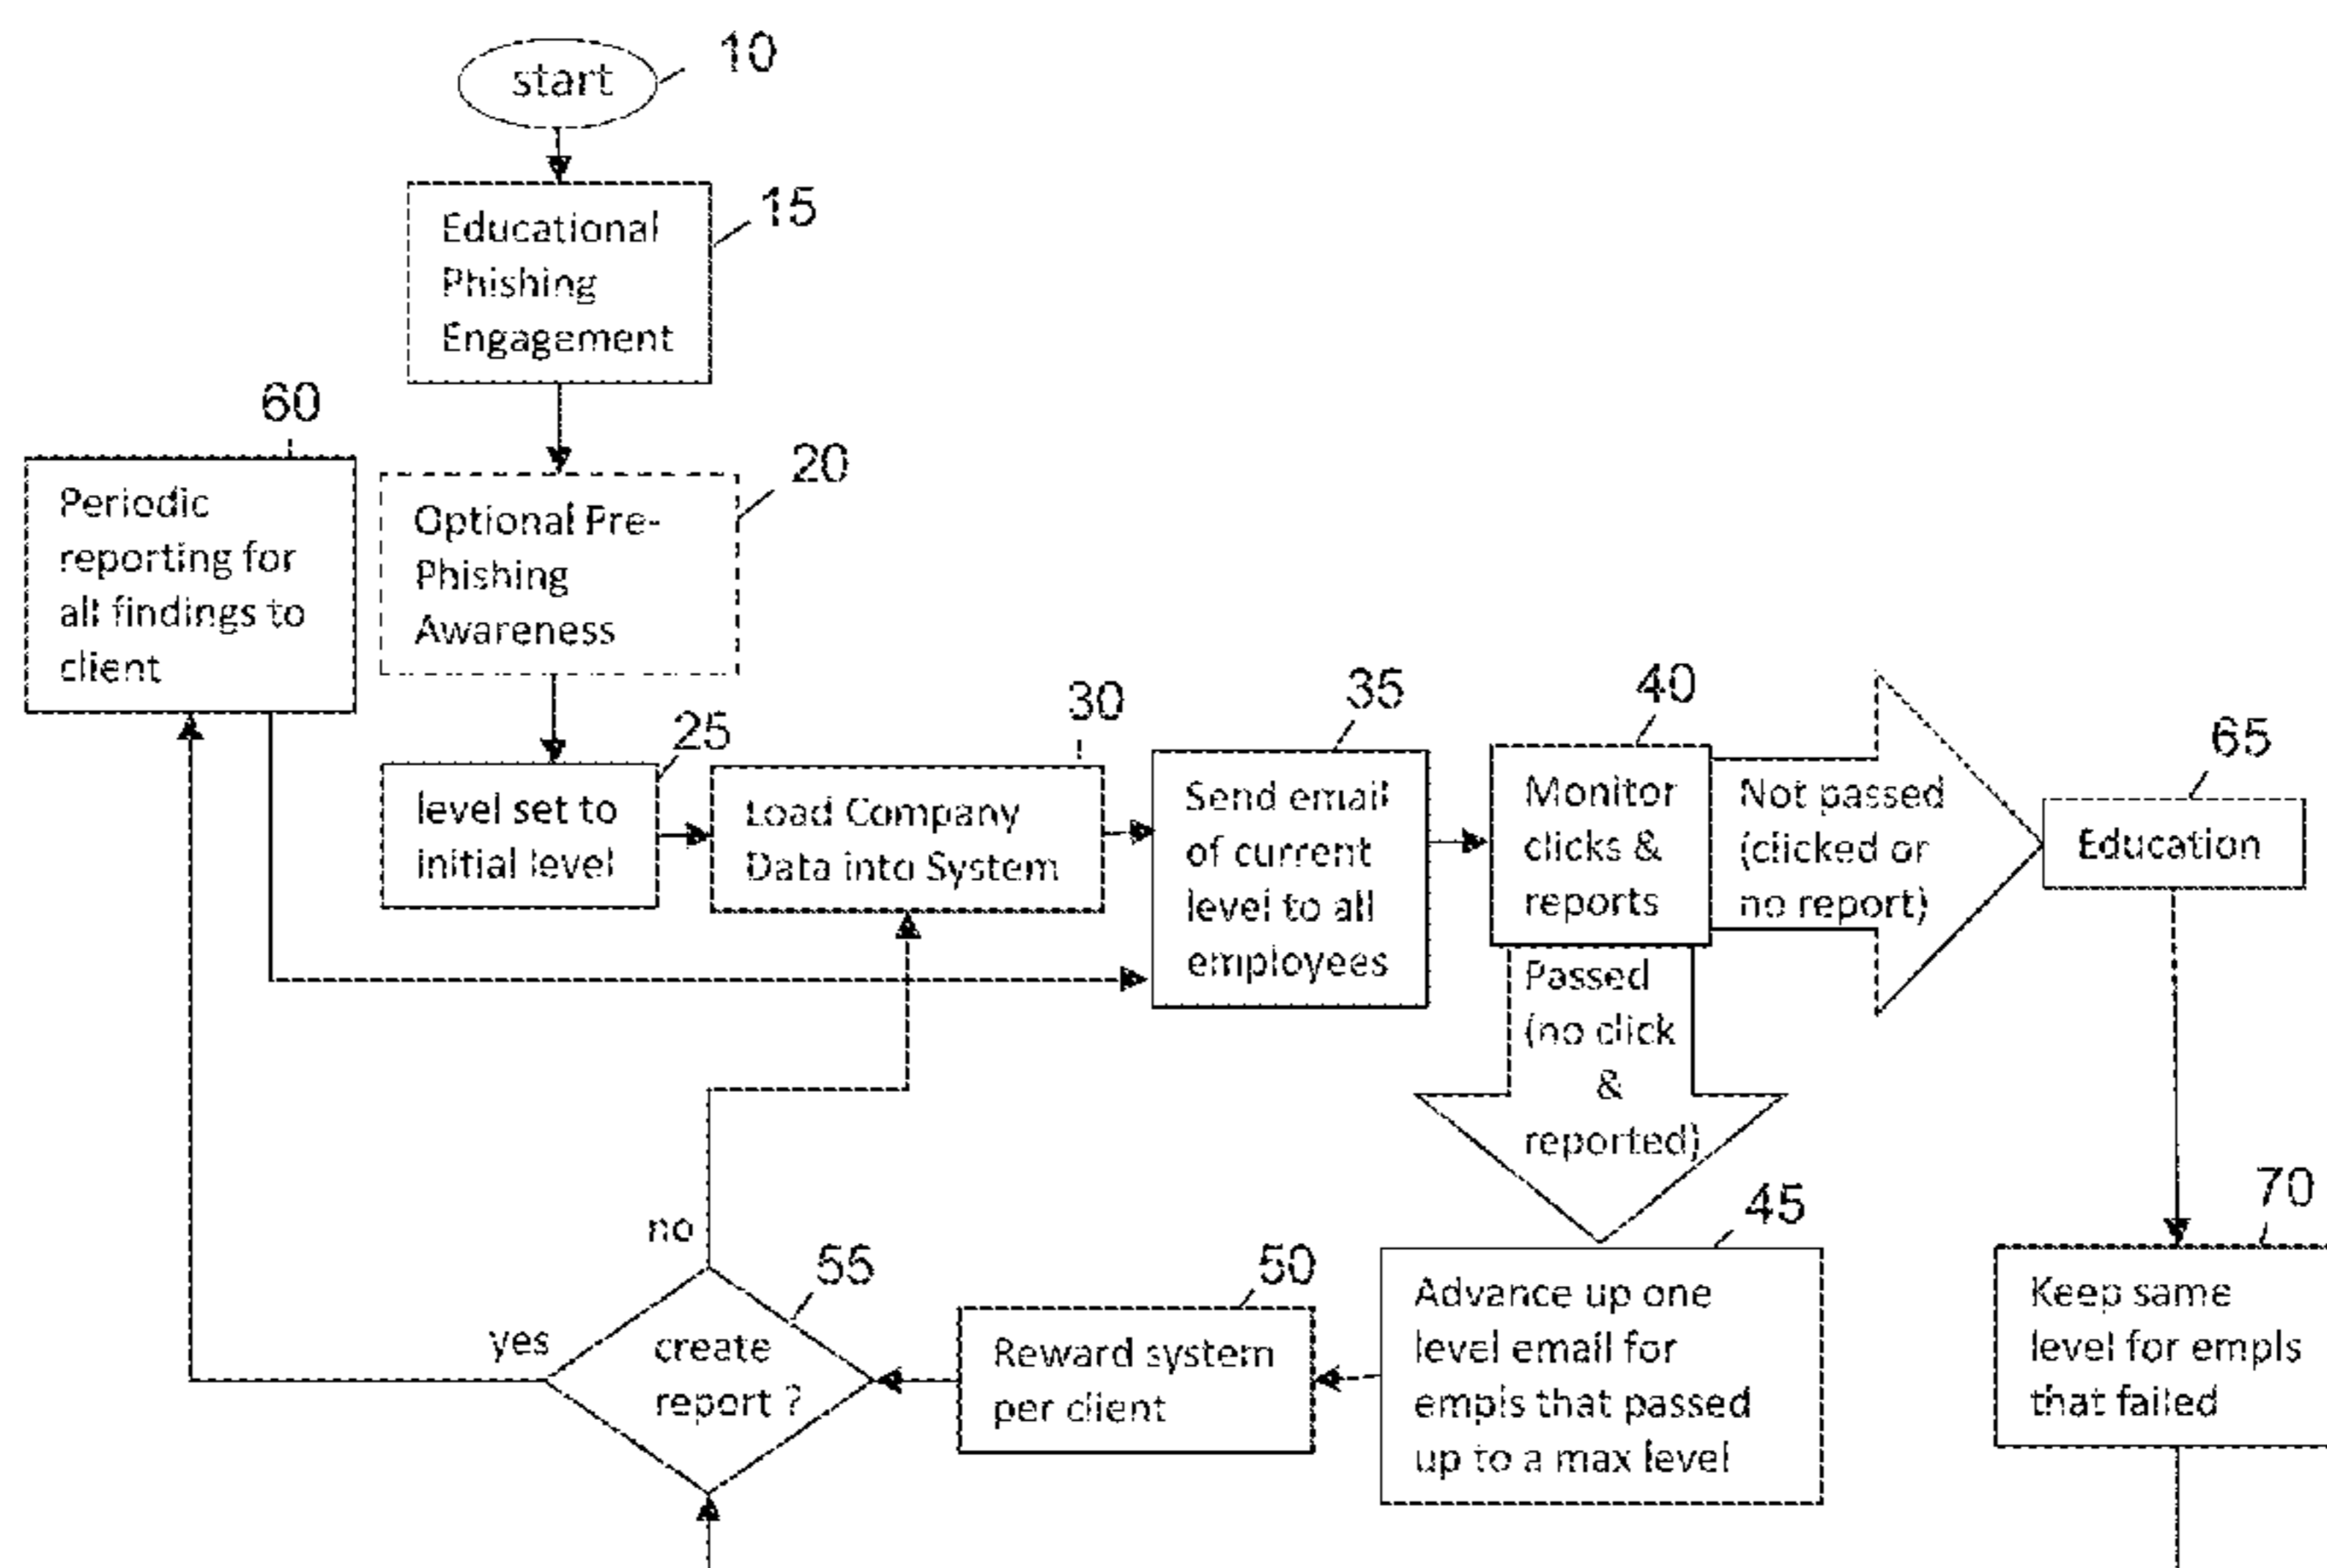 start
10
Educational
Phishing
Engagement
15
60
Periodic
reporting for
all findings to
client
Optional Pre-
Phishing
Awareness
20
level set to
initial level
25
Load Company
Data into System
30
Send email
of current
level to all
employees
35
Monitor
clicks &
reports
40
Not passed
(clicked or
no report)
Education
65
Passed
(no click
&
reported)
Advance up one
level email for
empls that passed
up to a max level
45
Keep same
level for empls
that failed
70
Reward system
per client
50
create
report ?
55
no
yes